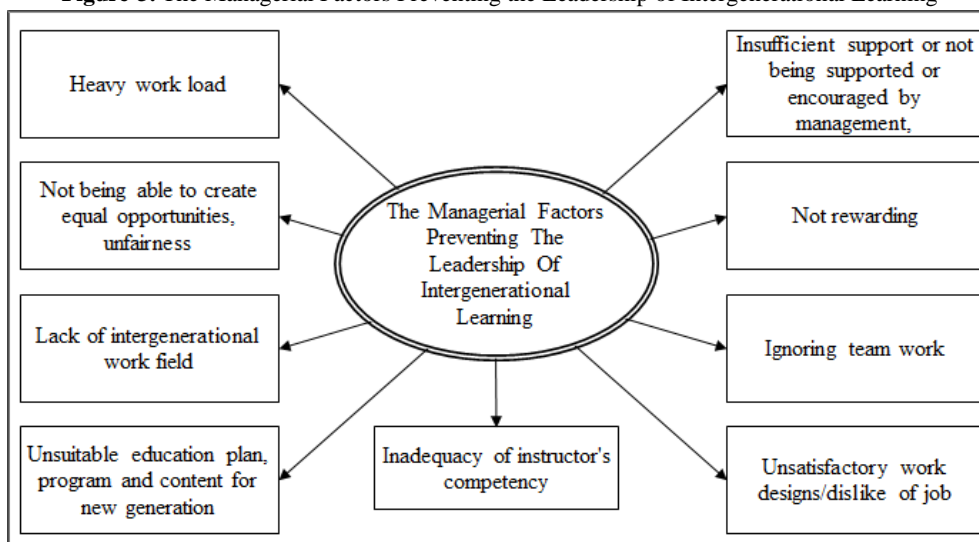 Heavy work load
Insufficient support or not
being supported or
encouraged by
management,
Not being able to create
equal opportunities,
unfairness
The Managerial Factors
Preventing The
Leadership Of
Intergenerational
Learning
Not rewarding
Lack of intergenerational
work field
Ignoring team work
Unsuitable education plan,
program and content for
new generation
Inadequacy of instructor's
competency
Unsatisfactory work
designs/dislike of job